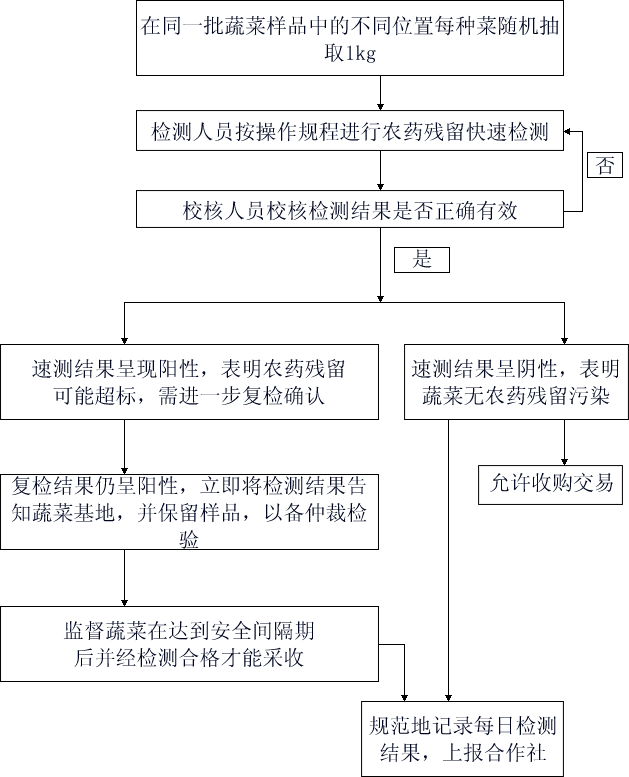 在同一批蔬菜样品中的不同位置每种菜随机抽
取1kg
检测人员按操作规程进行农药残留快速检测
否
校核人员校核检测结果是否正确有效
是
速测结果呈现阳性，表明农药残留
可能超标，需进一步复检确认
速测结果呈阴性，表明
蔬菜无农药残留污染
复检结果仍呈阳性，立即将检测结果告
知蔬菜基地，并保留样品，以备仲裁检
验
允许收购交易
监督蔬菜在达到安全间隔期
后并经检测合格才能采收
规范地记录每日检测
结果，上报合作社